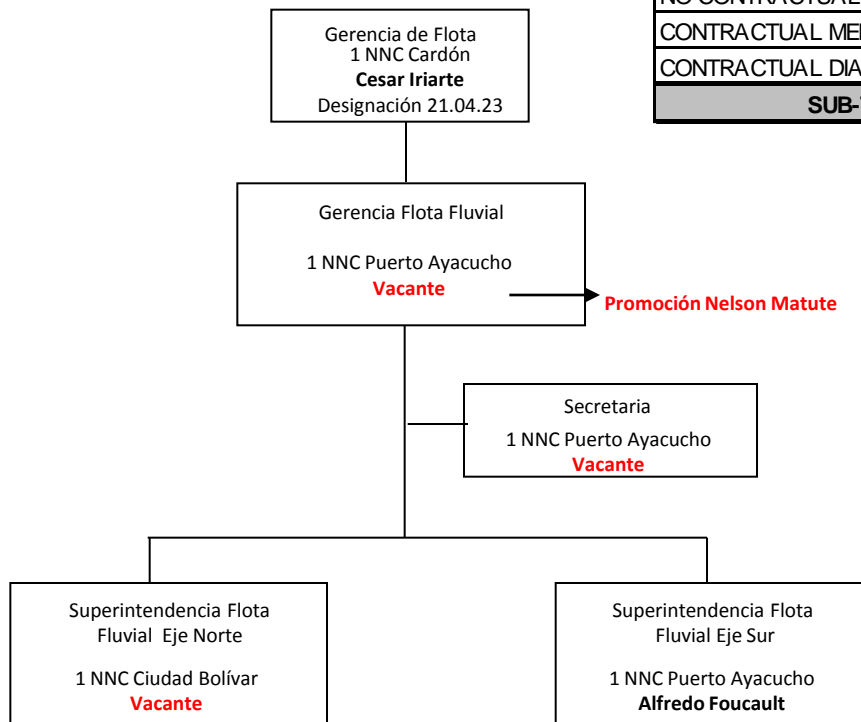 CONTRACTUAL
CONTRACTUAL
SUB-
Gerencia de Flota
1 NNC Cardón
Cesar Iriarte
Designación 21.04.23
Gerencia Flota Fluvial
1 NNC Puerto Ayacucho
Vacante
Promoción Nelson Matute
Secretaria
1 NNC Puerto Ayacucho
Vacante
Superintendencia Flota
Fluvial Eje Norte
1 NNC Ciudad Bolívar
Vacante
Superintendencia Flota
Fluvial Eje Sur
1 NNC Puerto Ayacucho
Alfredo Foucault